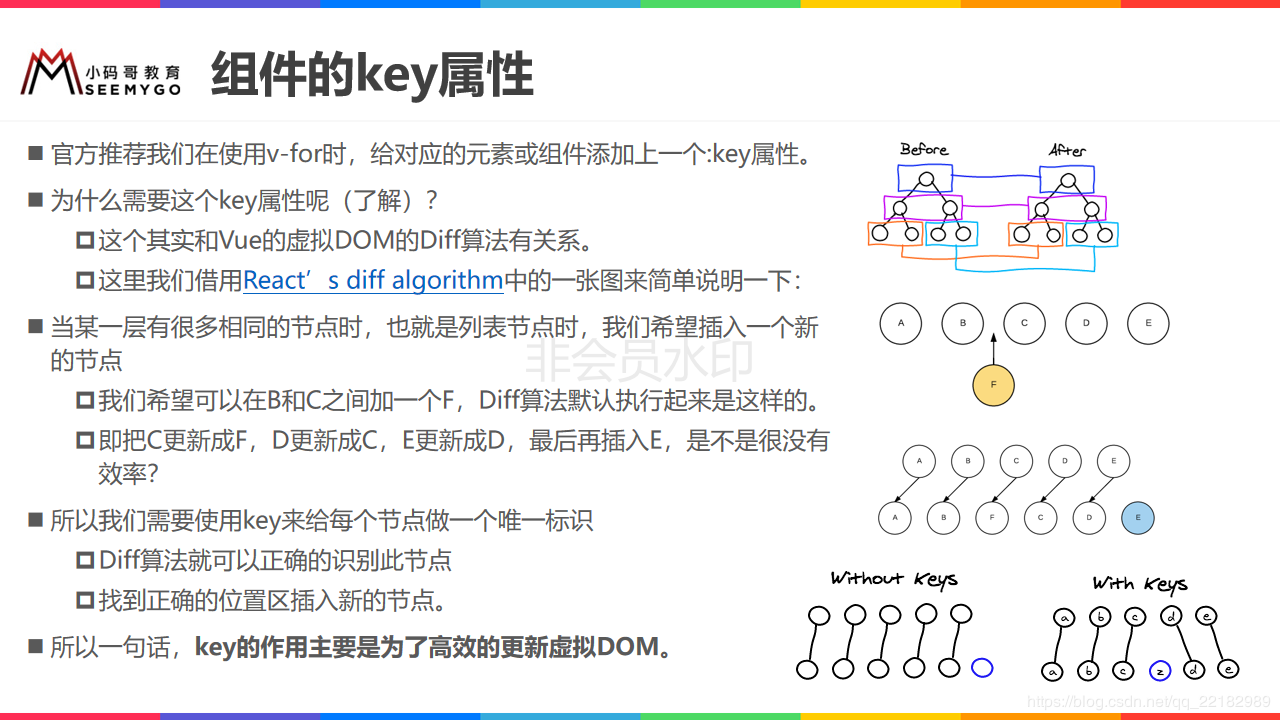 小码哥教育
SEEMYGO
组件的key属性
官方推荐我们在使用v-for时，给对应的元素或组件添加上一个:key属性。
为什么需要这个key属性呢（了解）？
这个其实和Vue的虚拟DOM的Diff算法有关系。
这里我们借用React’s diff algorithm中的一张图来简单说明一下：
当某一层有很多相同的节点时，也就是列表节点时，我们希望插入一个新
的节点
我们希望可以在B和C之间加一个F，Diff算法默认执行起来是这样的。
即把C更新成F，D更新成C，E更新成D，最后再插入E，是不是很没有
效率？
所以我们需要使用key来给每个节点做一个唯一标识
Diff算法就可以正确的识别此节点
找到正确的位置区插入新的节点。
所以一句话，key的作用主要是为了高效的更新虚拟DOM。
非会员水印
Before After
A B C D E
F
A B C D E
A B F C D E
Without Keys
With Keys
a b c d e
a b c z d e
https://blog.csdn.net/qq_22182989